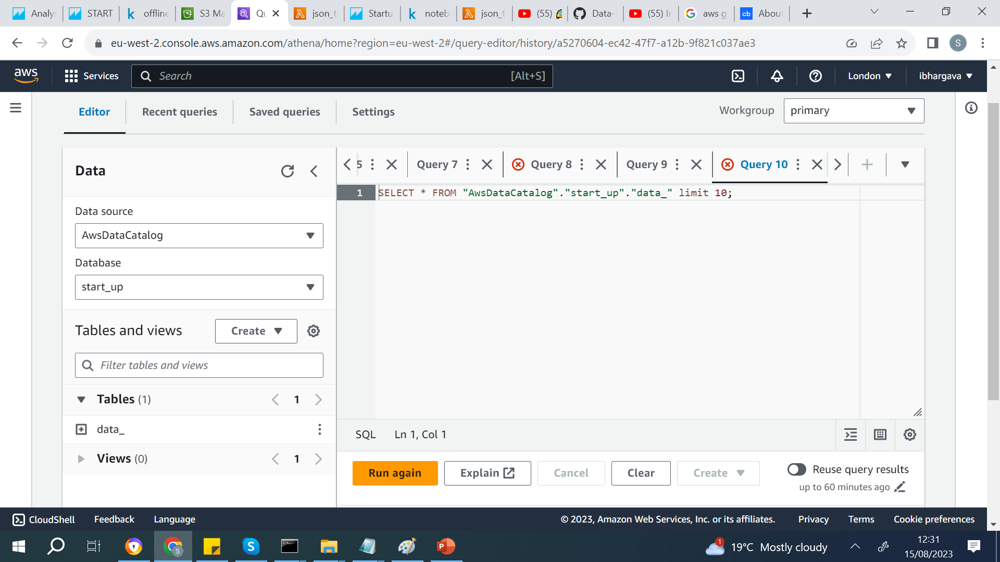 Analys
START
offline
S3 Ma
Qu
json_to
Startu
noteb
json_t
(55)
Data-
(55) Ir
aws g
About
eu-west-2.console.aws.amazon.com/athena/home?region=eu-west-2#/query-editor/history/a5270604-ec42-47f7-a12b-9f821c037ae3
S
aws
Services
Search
[Alt+S]
London
ibhargava
Editor
Recent queries
Saved queries
Settings
Workgroup
primary
Data
5
Query 7
Query 8
Query 9
Query 10
1
SELECT * FROM "AwsDataCatalog"."start_up"."data_" limit 10;
Data source
AwsDataCatalog
Database
start_up
Tables and views
Create
Filter tables and views
Tables (1)
1
data_
Views (0)
1
SQL
Ln 1, Col 1
Run again
Explain
Cancel
Clear
Create
Reuse query results
up to 60 minutes ago
CloudShell
Feedback
Language
© 2023, Amazon Web Services, Inc. or its affiliates.
Privacy
Terms
Cookie preferences
1
19°C Mostly cloudy
12:31
15/08/2023